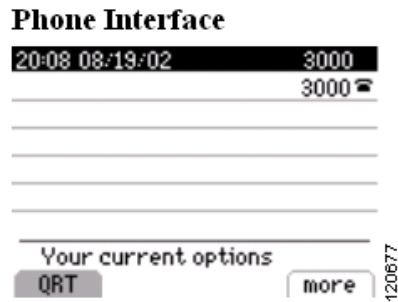 Phone Interface
20:08 08/19/02 3000
3000
Your current options
QRT more
120677